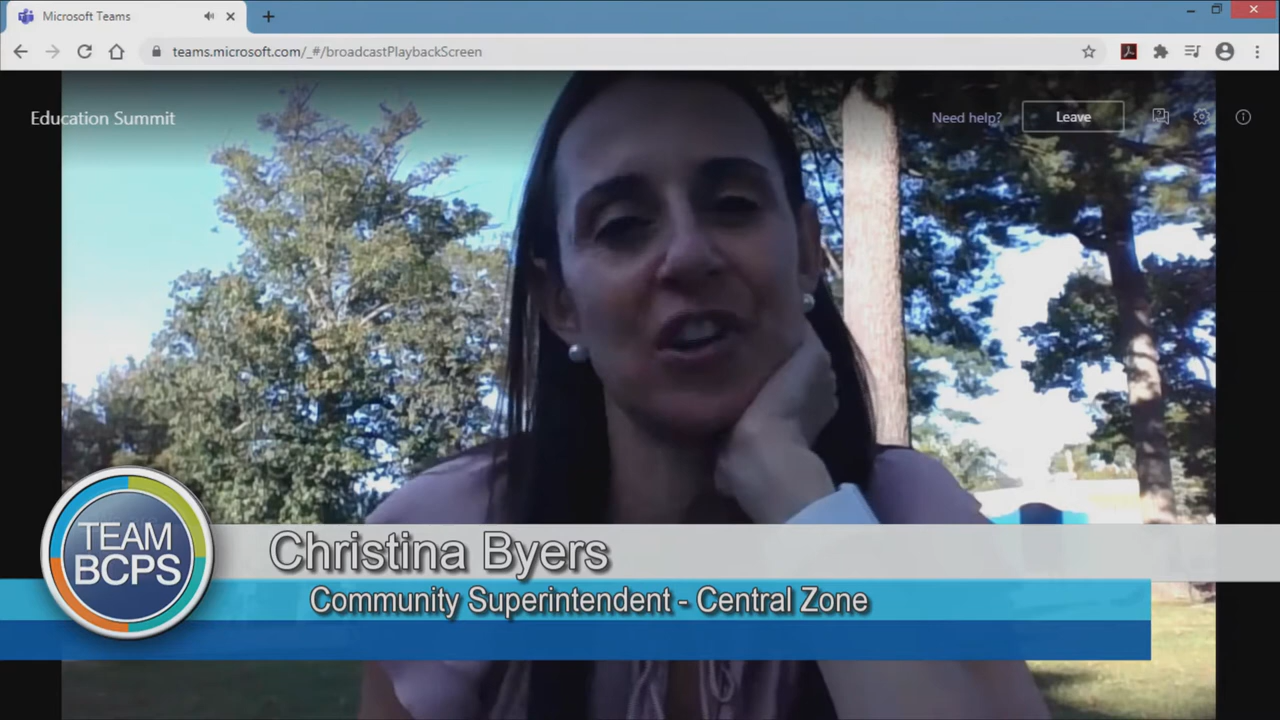 Microsoft Teams
teams.microsoft.com/_#/broadcastPlaybackScreen
Education Summit
Need help?
Leave
TEAM
BCPS
Christina Byers
Community Superintendent - Central Zone